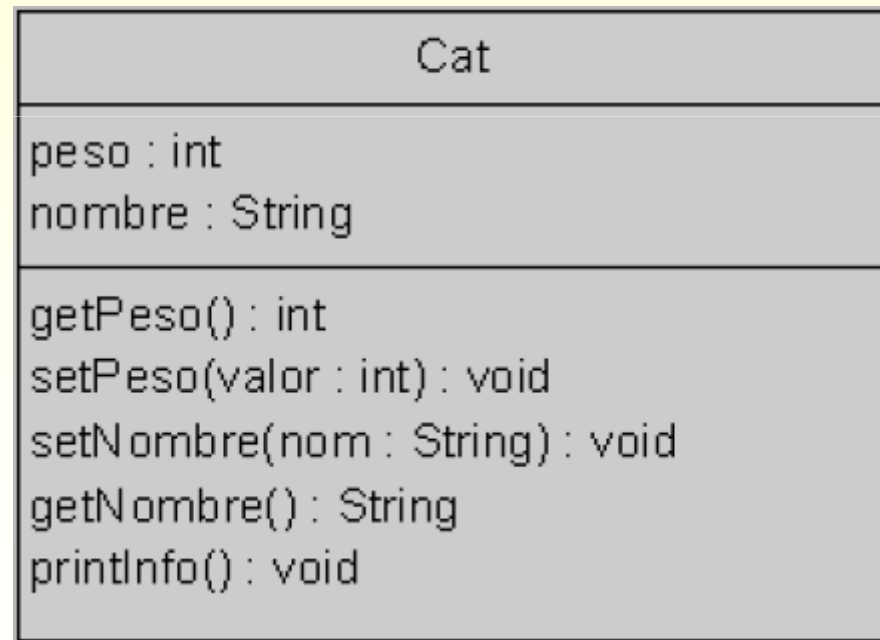 Cat
peso : int
nombre : String
getPeso() : int
setPeso(valor : int) : void
setNombre(nom : String) : void
getNombre() : String
printInfo() : void